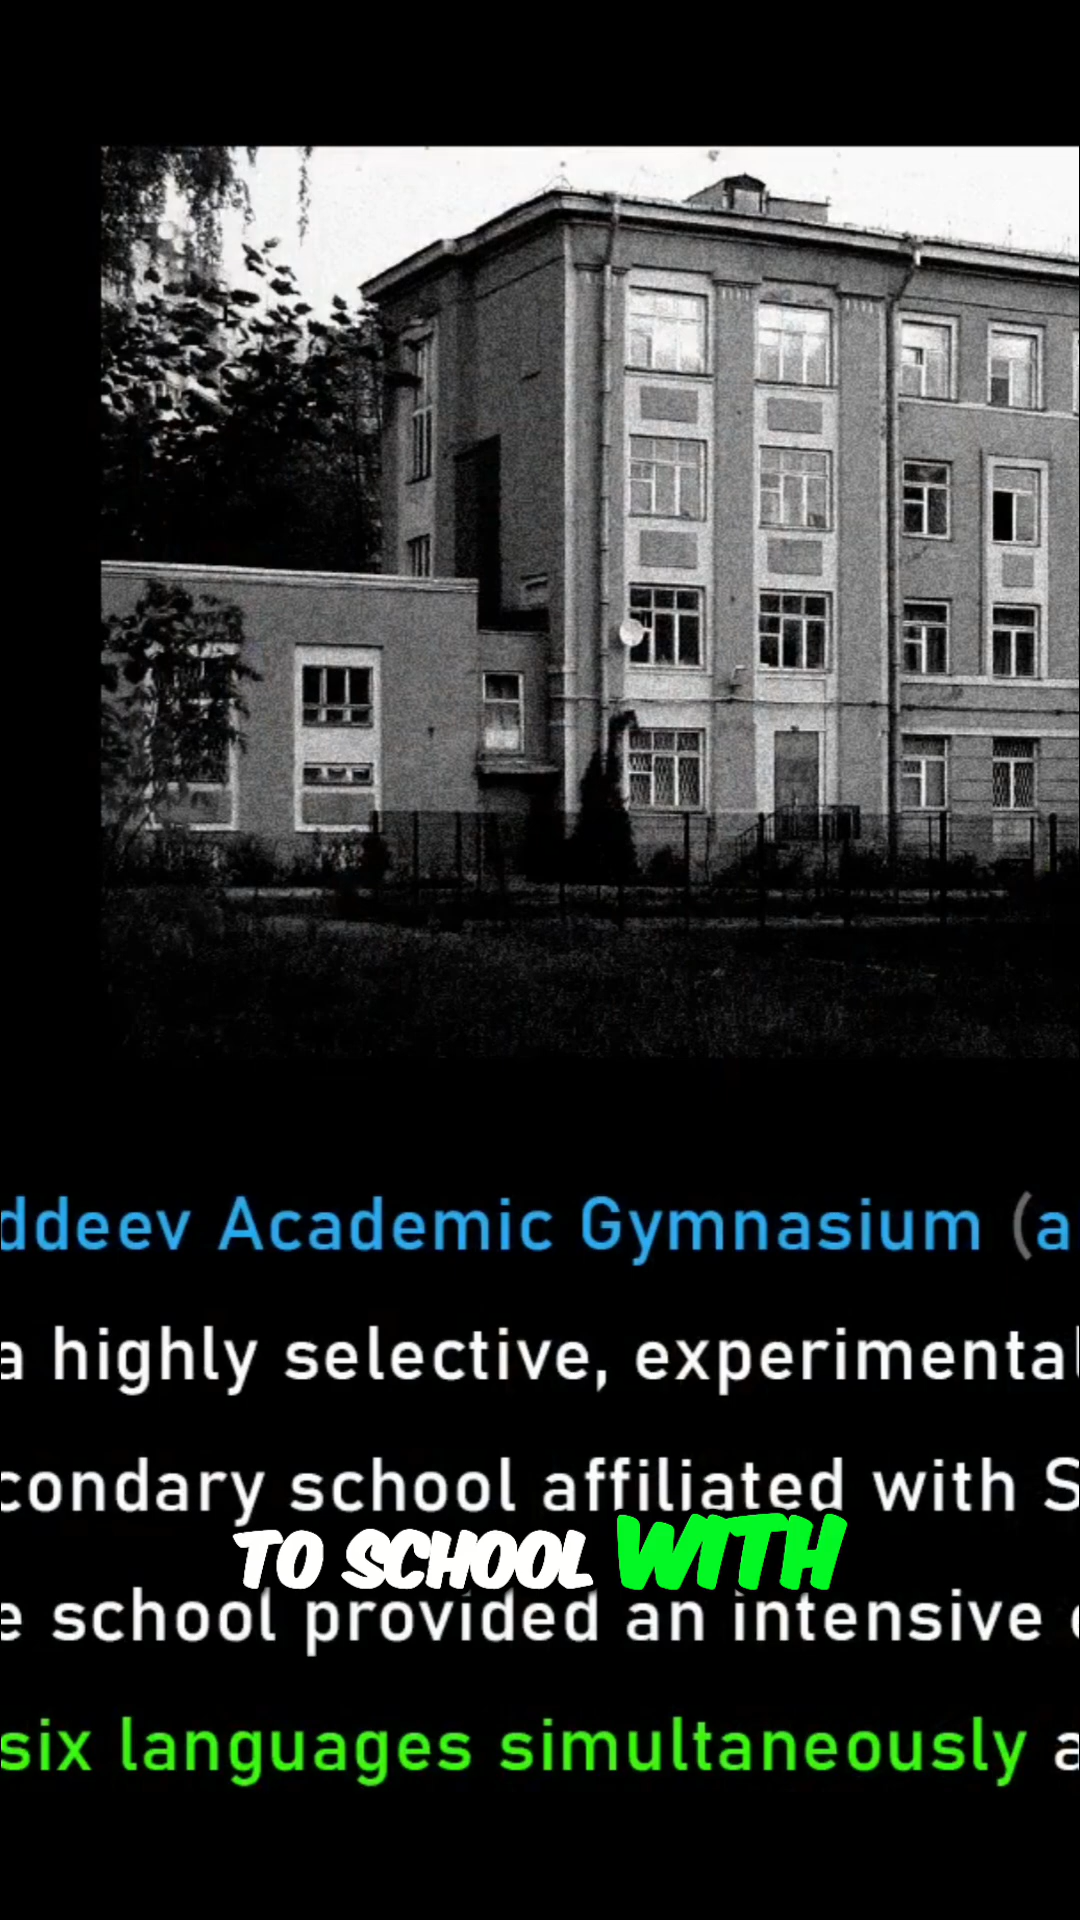 ddeev Academic Gymnasium (a
a highly selective, experimental
condary school affiliated with S
TO SCHOOL WITH
e school provided an intensive
six languages simultaneously a